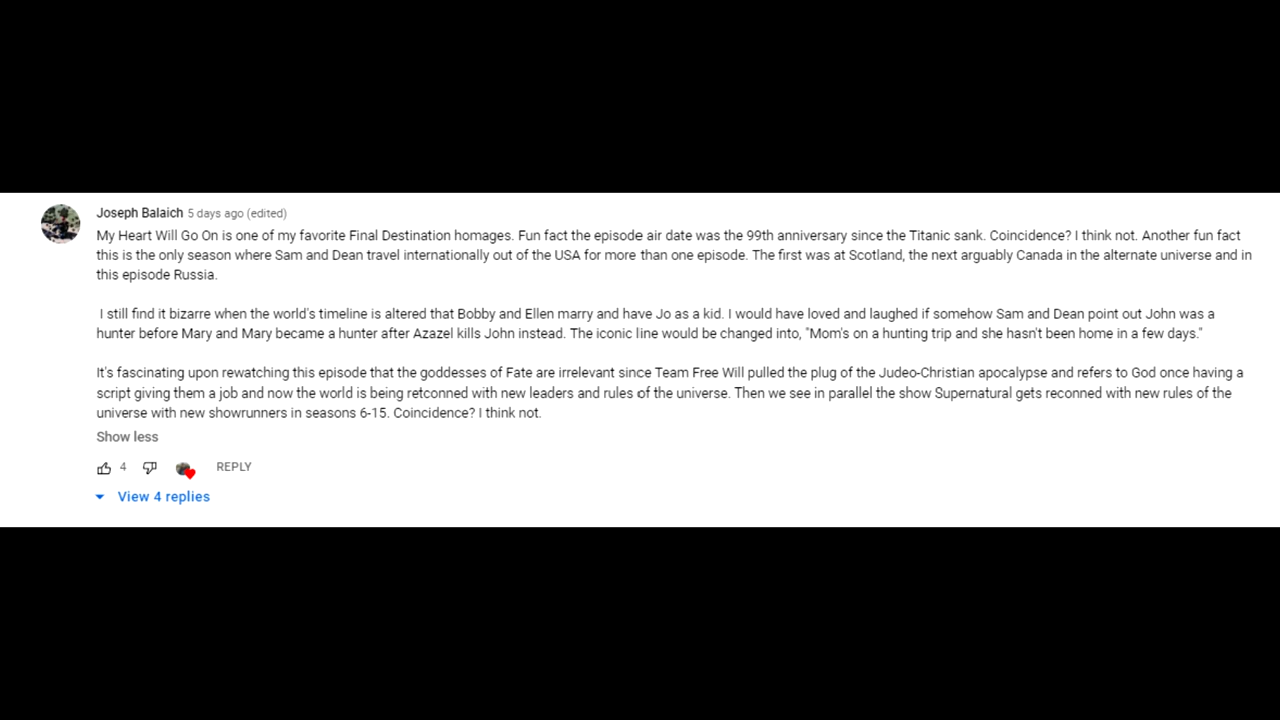 Joseph Balaich 5 days ago (edited)
My Heart Will Go On is one of my favorite Final Destination homages. Fun fact the episode air date was the 99th anniversary since the Titanic sank. Coincidence? I think not. Another fun fact
this is the only season where Sam and Dean travel internationally out of the USA for more than one episode. The first was at Scotland, the next arguably Canada in the alternate universe and in
this episode Russia.
I still find it bizarre when the world's timeline is altered that Bobby and Ellen marry and have Jo as a kid. I would have loved and laughed if somehow Sam and Dean point out John was a
hunter before Mary and Mary became a hunter after Azazel kills John instead. The iconic line would be changed into, "Mom's on a hunting trip and she hasn't been home in a few days."
It's fascinating upon rewatching this episode that the goddesses of Fate are irrelevant since Team Free Will pulled the plug of the Judeo-Christian apocalypse and refers to God once having a
script giving them a job and now the world is being retconned with new leaders and rules of the universe. Then we see in parallel the show Supernatural gets reconned with new rules of the
universe with new showrunners in seasons 6-15. Coincidence? I think not.
Show less
4 REPLY
View 4 replies